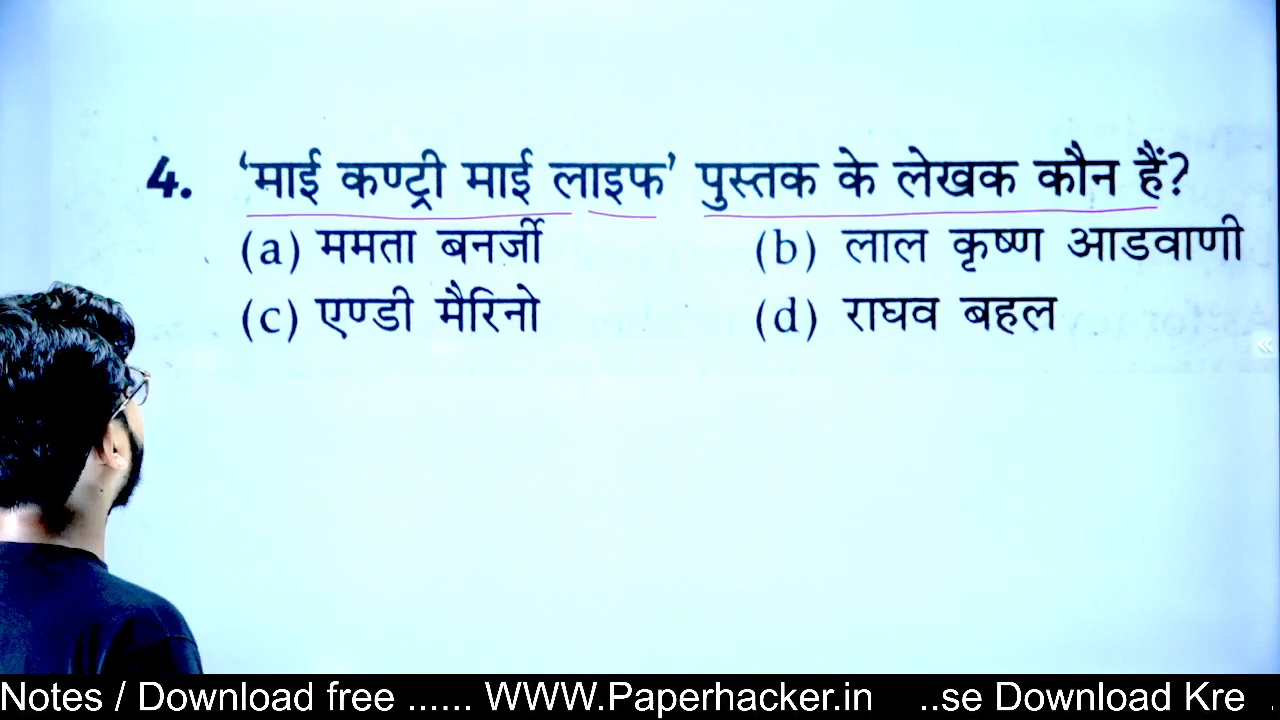 4. 'माई कण्ट्री माई लाइफ' पुस्तक के लेखक कौन हैं?
(a) ममता बनर्जी (b) लाल कृष्ण आडवाणी
(c) एण्डी मैरिनो (d) राघव बहल
«
Notes / Download free ...... WWW.Paperhacker.in ..se Download Kre .